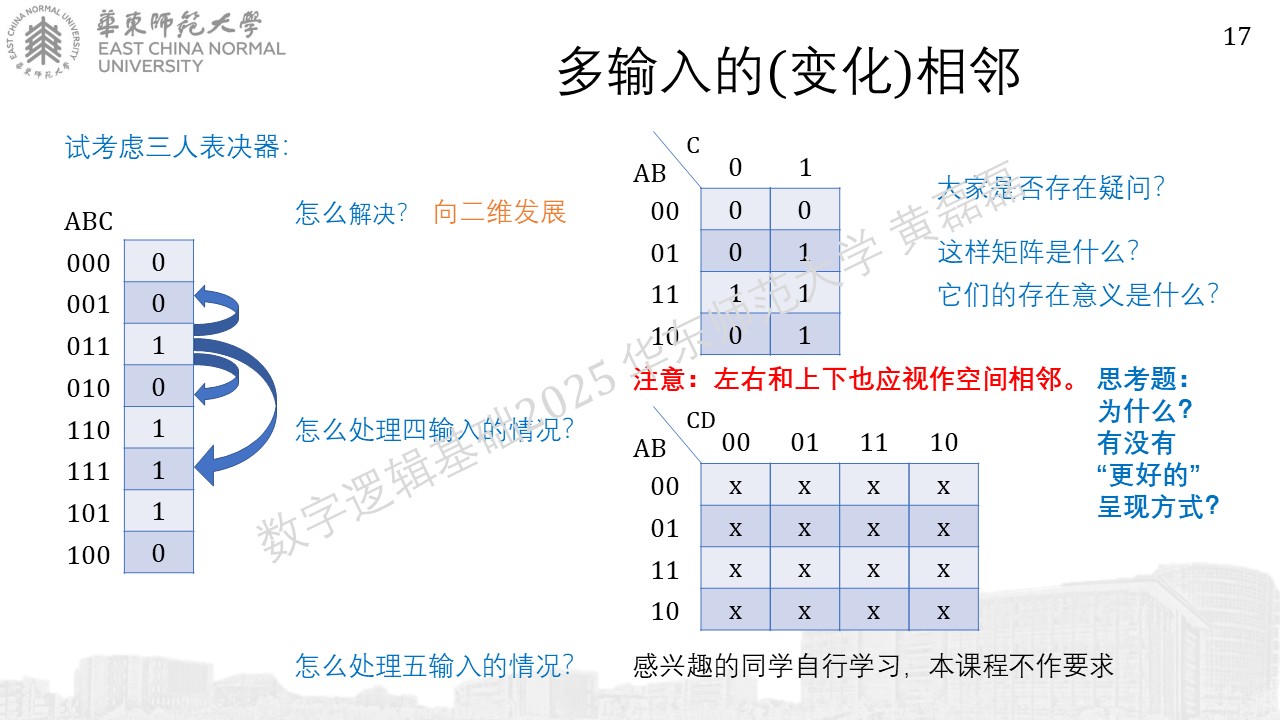 華東師範大學
EAST CHINA NORMAL
UNIVERSITY
EAST CHINA NORMAL UNIVERSITY
華東師範大學
17
多输入的(变化)相邻
试考虑三人表决器：
ABC
000 0
001 0
011 1
010 0
110 1
111 1
101 1
100 0
怎么解决？ 向二维发展
C
AB 0 1
00 0 0
01 0 1
11 1 1
10 0 1
大家是否存在疑问？
这样矩阵是什么？
它们的存在意义是什么？
注意：左右和上下也应视作空间相邻。
思考题：
为什么？
有没有
“更好的”
呈现方式？
怎么处理四输入的情况？
CD
AB 00 01 11 10
00 x x x x
01 x x x x
11 x x x x
10 x x x x
怎么处理五输入的情况？
感兴趣的同学自行学习，本课程不作要求
数字逻辑基础2025 华东师范大学 黄磊磊